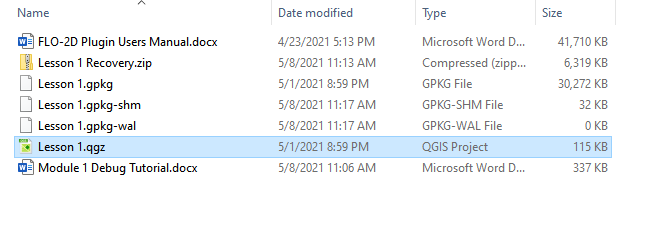 Name Date modified Type Size
FLO-2D Plugin Users Manual.docx 4/23/2021 5:13 PM Microsoft Word D... 41,710 KB
Lesson 1 Recovery.zip 5/8/2021 11:13 AM Compressed (zipp... 6,319 KB
Lesson 1.gpkg 5/1/2021 8:59 PM GPKG File 30,272 KB
Lesson 1.gpkg-shm 5/8/2021 11:17 AM GPKG-SHM File 32 KB
Lesson 1.gpkg-wal 5/8/2021 11:17 AM GPKG-WAL File 0 KB
Lesson 1.qgz 5/1/2021 8:59 PM QGIS Project 115 KB
Module 1 Debug Tutorial.docx 5/8/2021 11:06 AM Microsoft Word D... 337 KB